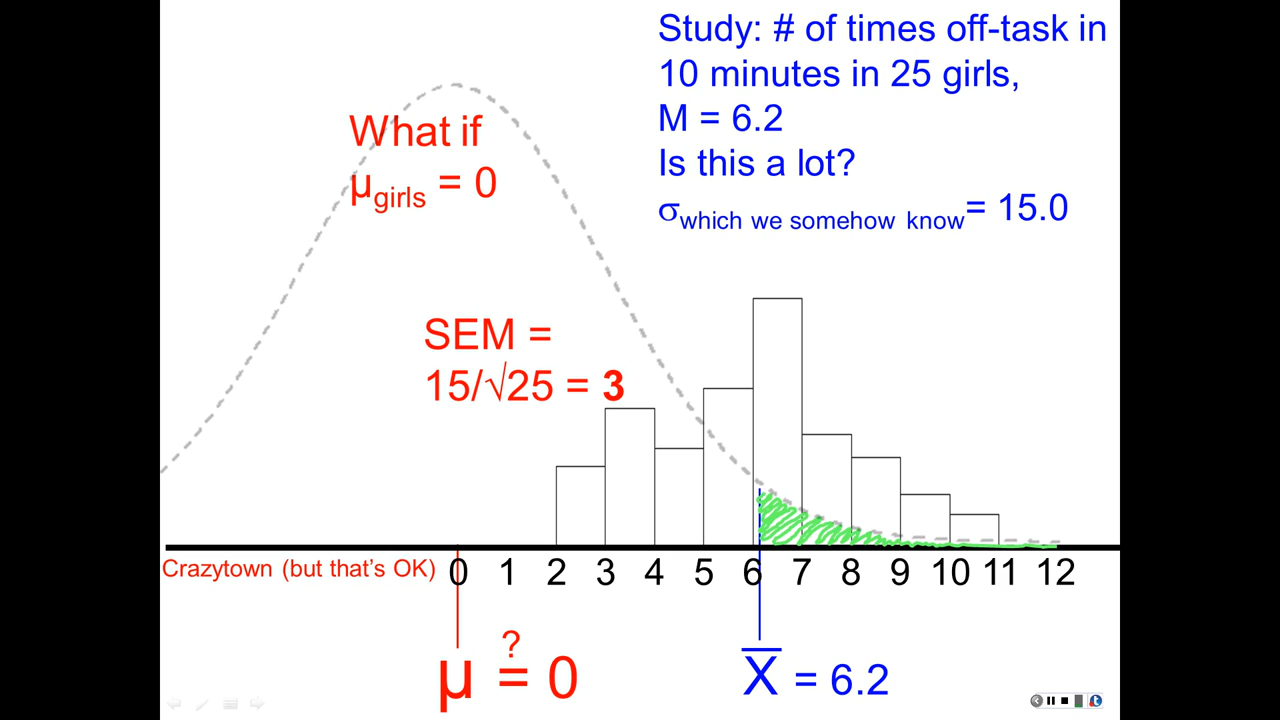 Study: # of times off-task in
10 minutes in 25 girls,
M = 6.2
Is this a lot?
σwhich we somehow know= 15.0
What if
μgirls = 0
SEM =
15/√25 = 3
Crazytown (but that's OK)
0 1 2 3 4 5 6 7 8 9 10 11 12
?
μ = 0
X̅ = 6.2